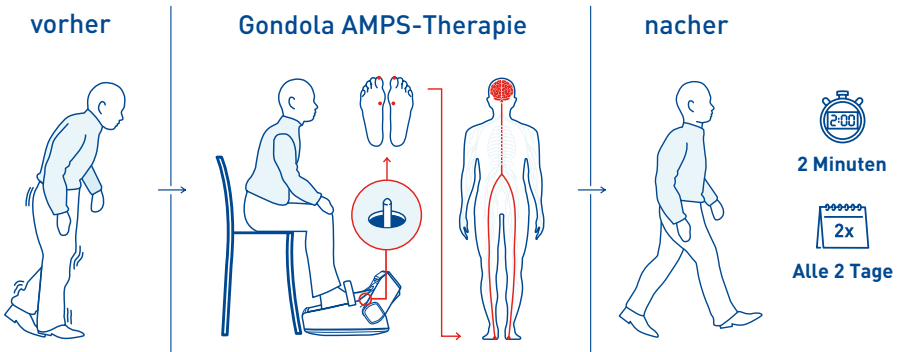 vorher
Gondola AMPS-Therapie
nacher
2:00
2 Minuten
2x
Alle 2 Tage